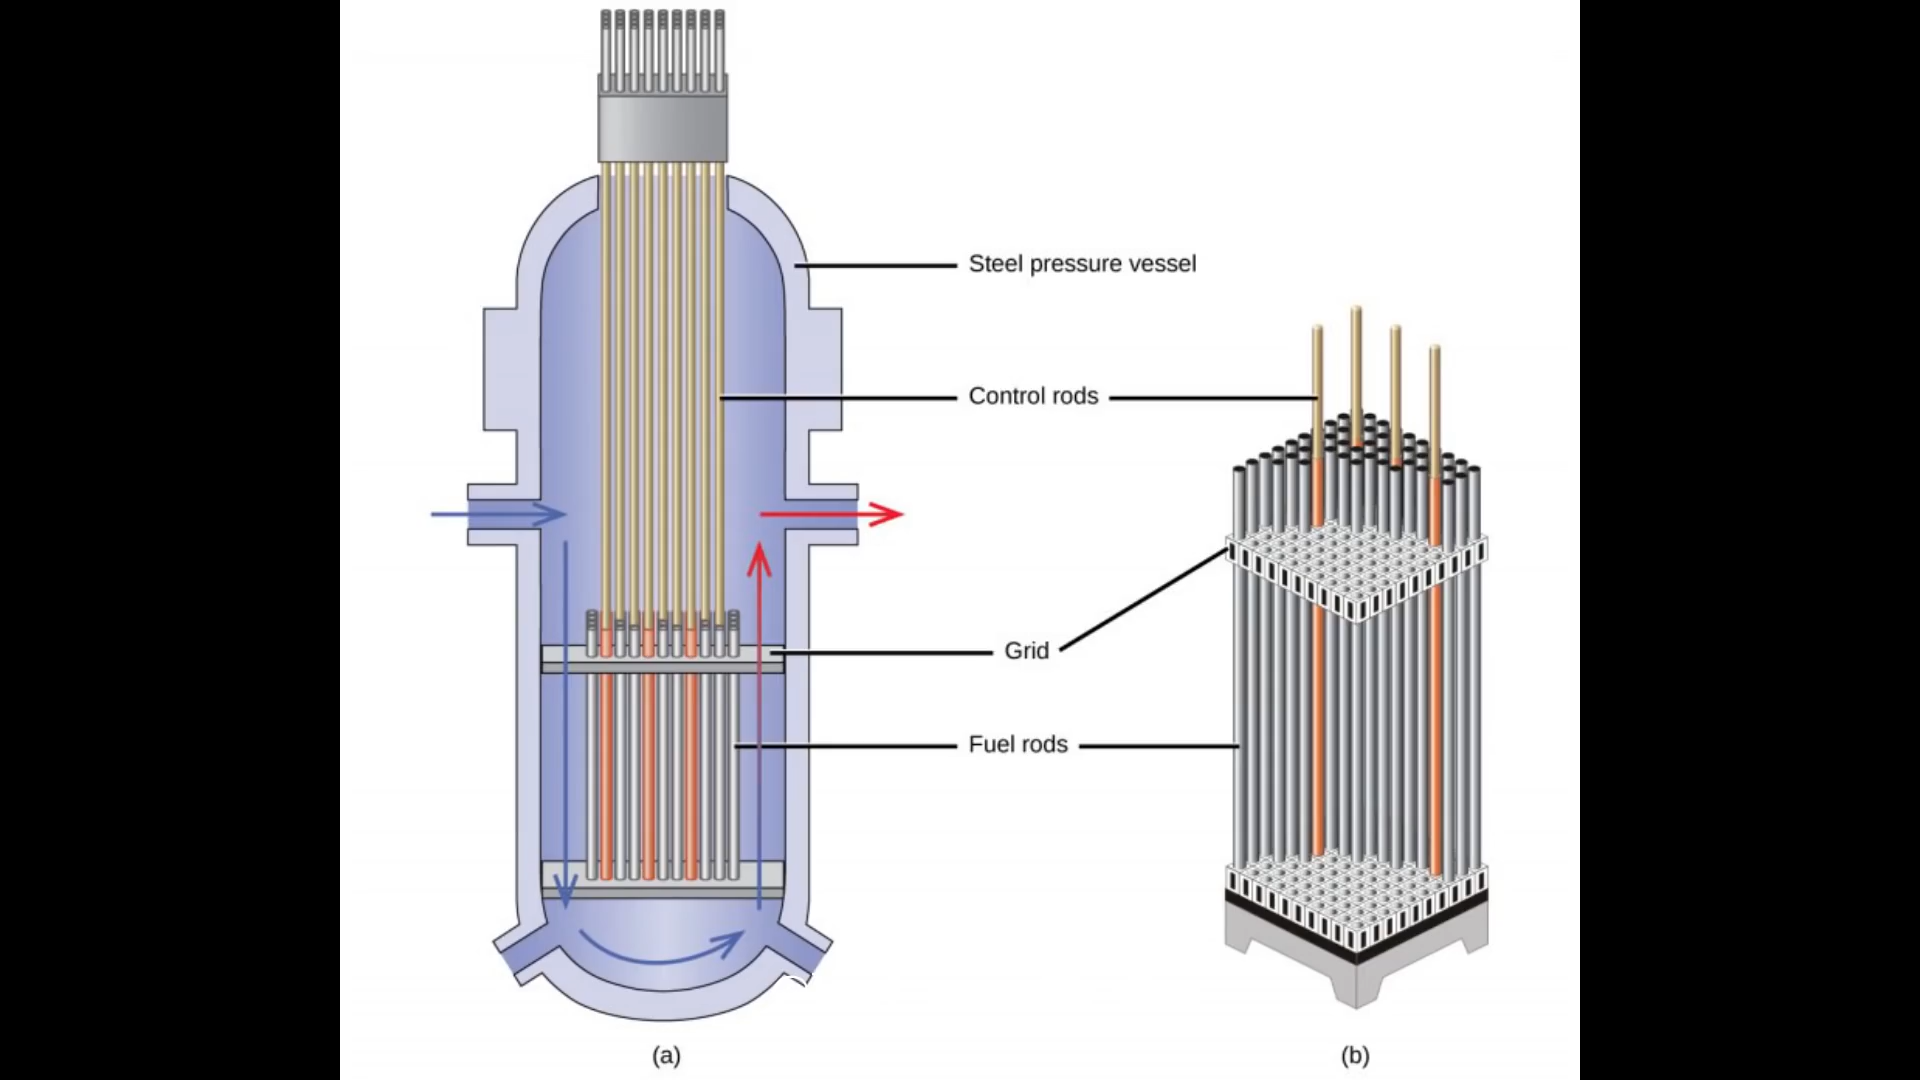 Steel pressure vessel
Control rods
Grid
Fuel rods
(a)
(b)